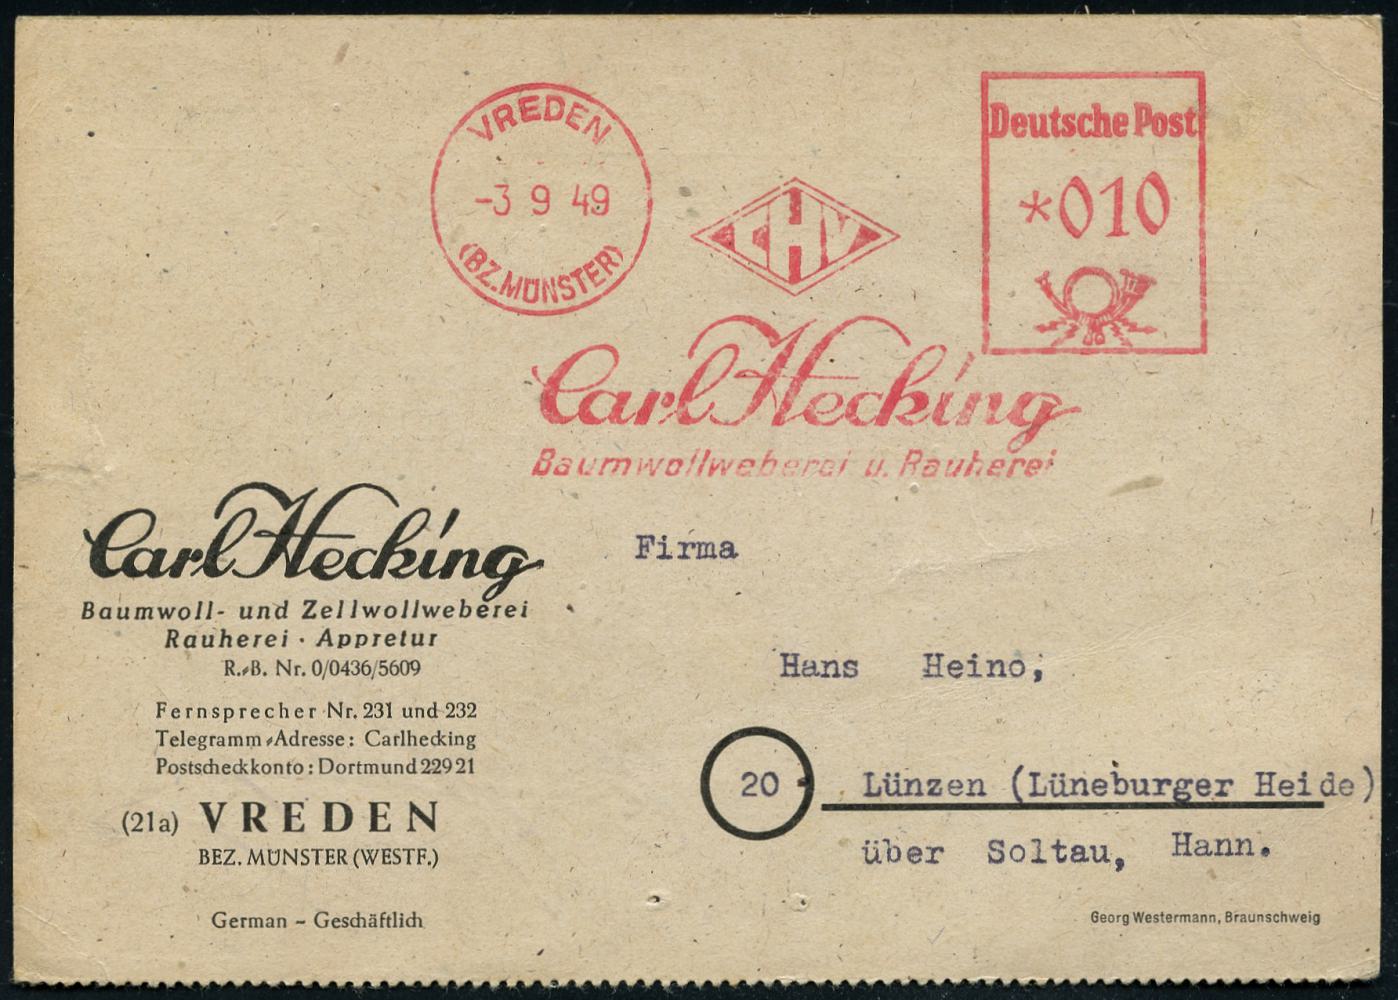 VREDEN
-3 9 49
(BZ.MÜNSTER)
CHV
Deutsche Post
*010
Carl Hecking
Baumwollweberei u. Rauherei
Carl Hecking
Baumwoll- und Zellwollweberei
Rauherei · Appretur
R.-B. Nr. 0/0436/5609
Fernsprecher Nr. 231 und 232
Telegramm-Adresse: Carlhecking
Postscheckkonto: Dortmund 22921
(21a) VREDEN
BEZ. MÜNSTER (WESTF.)
German - Geschäftlich
Firma
Hans Heino,
20 Lünzen (Lüneburger Heide)
über Soltau, Hann.
Georg Westermann, Braunschweig